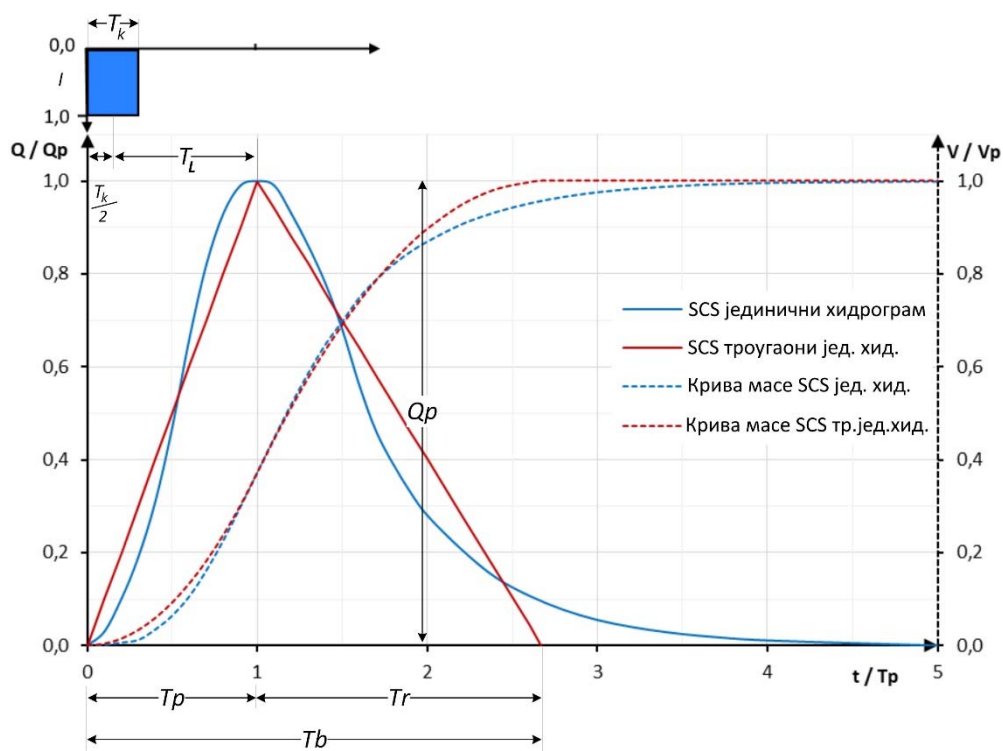 T_k
0,0
I
1,0
Q / Qp
T_L
V / Vp
T_k
2
1,0
1,0
0,8
0,8
SCS јединични хидрограм
SCS троугаони јед. хид.
0,6
0,6
Крива масе SCS јед. хид.
Qp
Крива масе SCS тр.јед.хид.
0,4
0,4
0,2
0,2
0,0
0,0
0
1
2
3
4
5
t / Tp
Tp
Tr
Tb